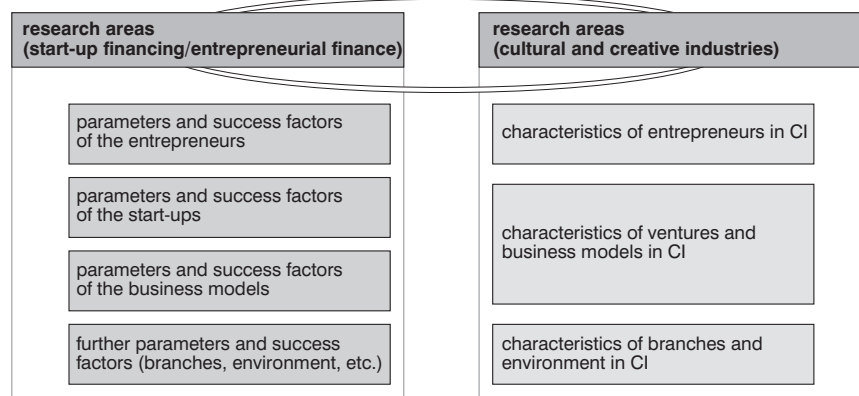 research areas
(start-up financing/entrepreneurial finance)
parameters and success factors
of the entrepreneurs
parameters and success factors
of the start-ups
parameters and success factors
of the business models
further parameters and success
factors (branches, environment, etc.)
research areas
(cultural and creative industries)
characteristics of entrepreneurs in CI
characteristics of ventures and
business models in CI
characteristics of branches and
environment in CI